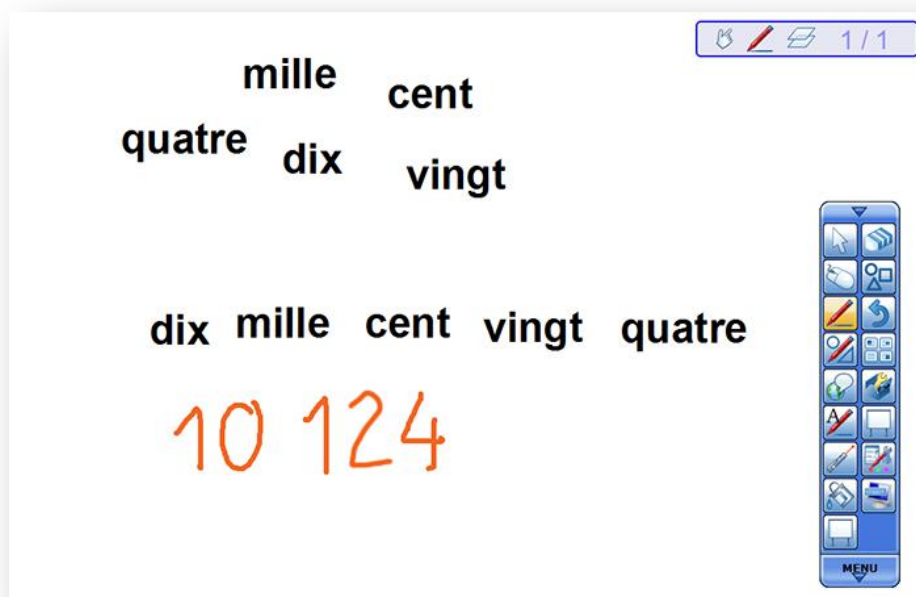 1 / 1
mille cent
quatre dix vingt
dix mille cent vingt quatre
10 124
A
MENU